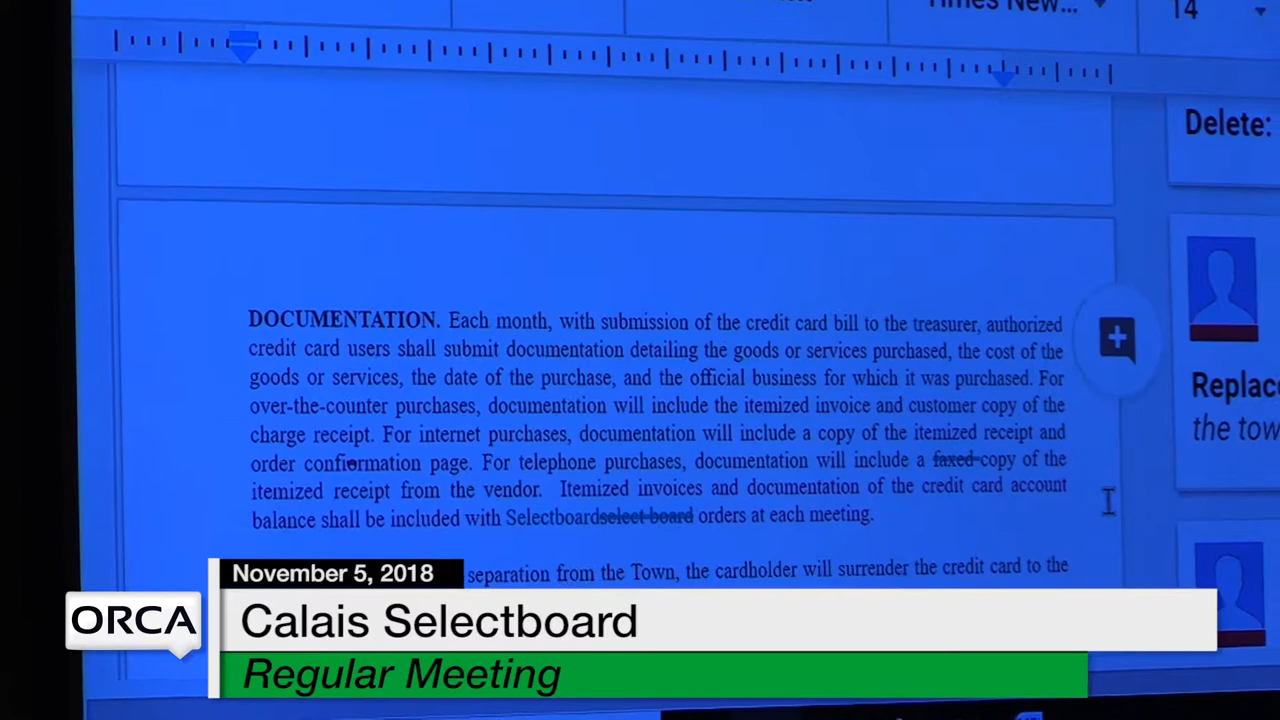 Times New...
14
Delete:
DOCUMENTATION. Each month, with submission of the credit card bill to the treasurer, authorized
credit card users shall submit documentation detailing the goods or services purchased, the cost of the
goods or services, the date of the purchase, and the official business for which it was purchased. For
over-the-counter purchases, documentation will include the itemized invoice and customer copy of the
charge receipt. For internet purchases, documentation will include a copy of the itemized receipt and
order confiormation page. For telephone purchases, documentation will include a faxed copy of the
itemized receipt from the vendor. Itemized invoices and documentation of the credit card account
balance shall be included with Selectboardselect board orders at each meeting.
separation from the Town, the cardholder will surrender the credit card to the
Replace
the tow
November 5, 2018
ORCA
Calais Selectboard
Regular Meeting